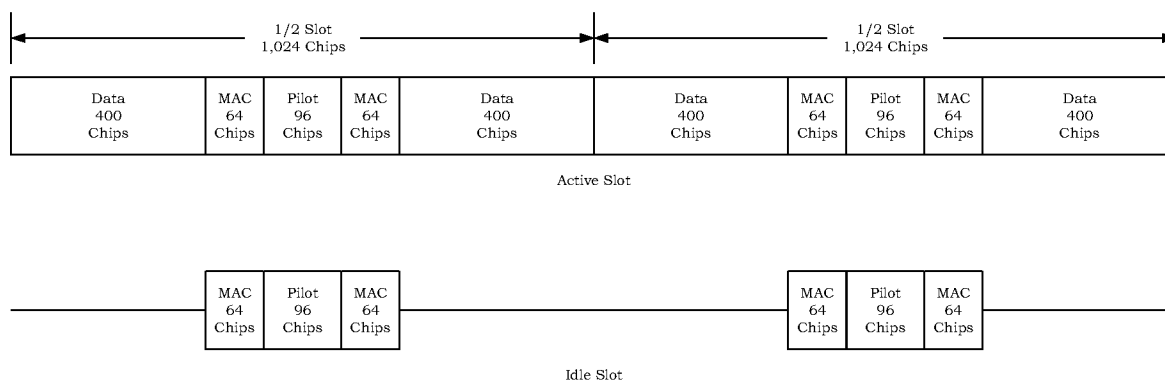 1/2 Slot
1,024 Chips
1/2 Slot
1,024 Chips
Data
400
Chips
MAC
64
Chips
Pilot
96
Chips
MAC
64
Chips
Data
400
Chips
Data
400
Chips
MAC
64
Chips
Pilot
96
Chips
MAC
64
Chips
Data
400
Chips
Active Slot
MAC
64
Chips
Pilot
96
Chips
MAC
64
Chips
MAC
64
Chips
Pilot
96
Chips
MAC
64
Chips
Idle Slot